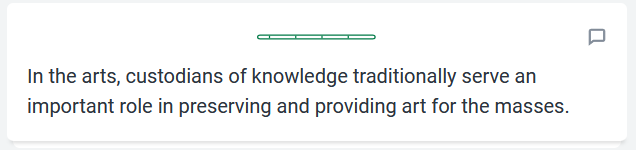 In the arts, custodians of knowledge traditionally serve an
important role in preserving and providing art for the masses.